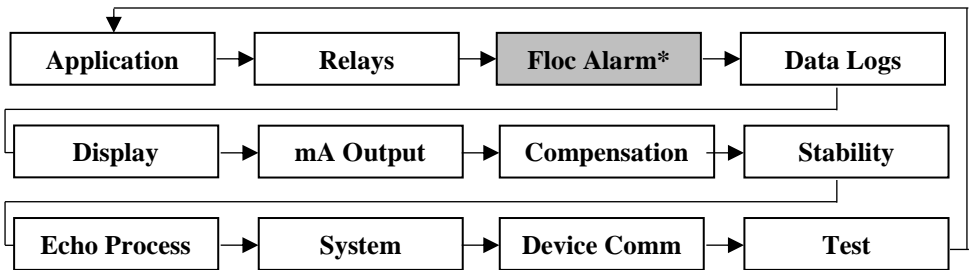 Application Relays Floc Alarm* Data Logs
Display mA Output Compensation Stability
Echo Process System Device Comm Test